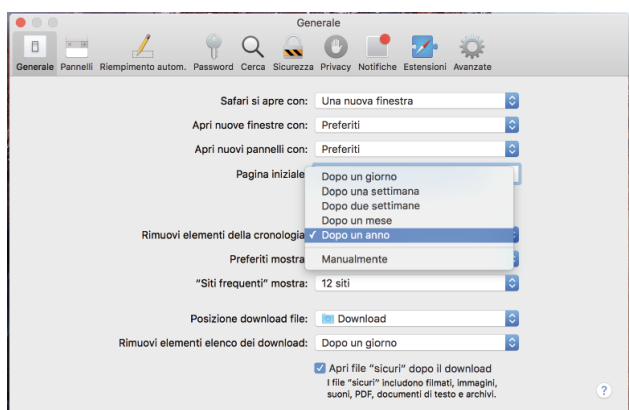 Generale
Generale Pannelli Riempimento autom. Password Cerca Sicurezza Privacy Notifiche Estensioni Avanzate
Safari si apre con: Una nuova finestra
Apri nuove finestre con: Preferiti
Apri nuovi pannelli con: Preferiti
Pagina iniziale
Dopo un giorno
Dopo una settimana
Dopo due settimane
Dopo un mese
Rimuovi elementi della cronologia ✓ Dopo un anno
Preferiti mostra
Manualmente
"Siti frequenti" mostra: 12 siti
Posizione download file: Download
Rimuovi elementi elenco dei download: Dopo un giorno
Apri file "sicuri" dopo il download
I file "sicuri" includono filmati, immagini,
suoni, PDF, documenti di testo e archivi.
?